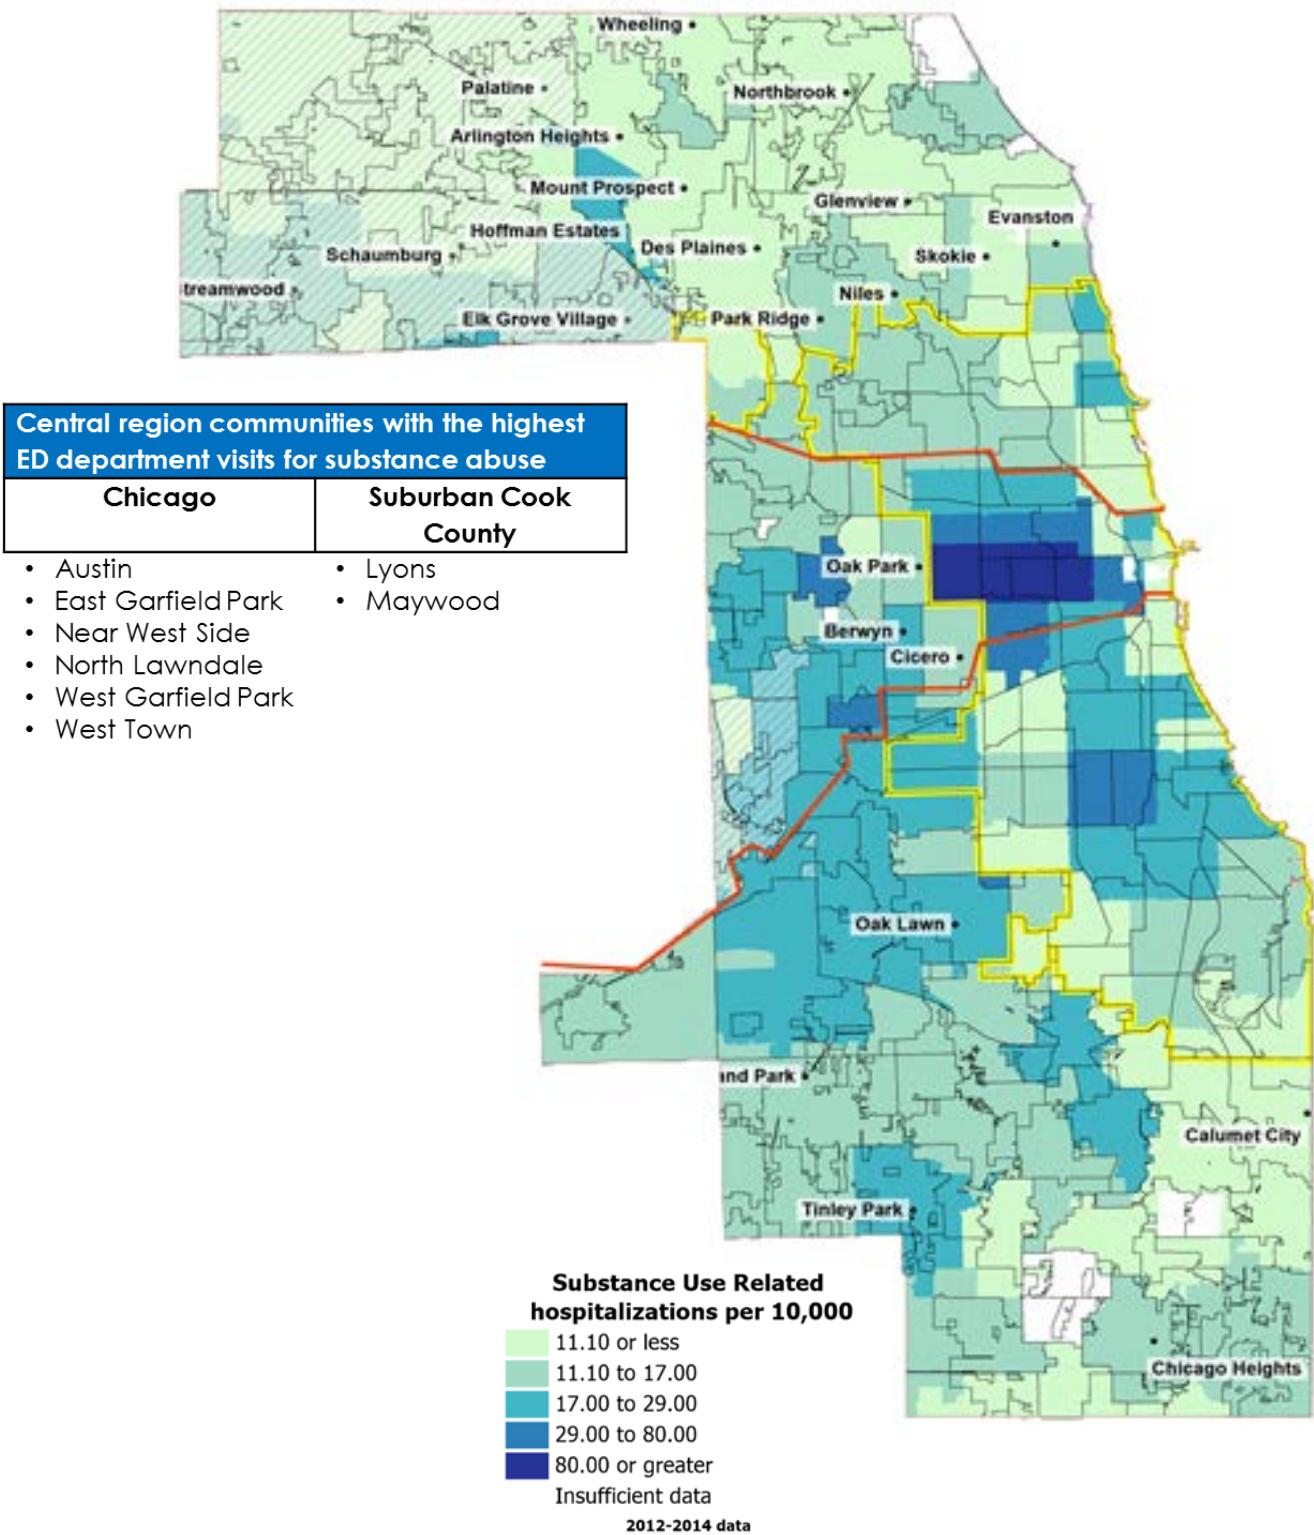 Wheeling
Palatine
Northbrook
Arlington Heights
Mount Prospect
Glenview
Evanston
Hoffman Estates
Schaumburg
Des Plaines
Skokie
treamwood
Niles
Elk Grove Village
Park Ridge
Central region communities with the highest
ED department visits for substance abuse
Chicago
Suburban Cook
County
• Austin
• East Garfield Park
• Near West Side
• North Lawndale
• West Garfield Park
• West Town
• Lyons
• Maywood
Oak Park
Berwyn
Cicero
Oak Lawn
and Park
Calumet City
Tinley Park
Chicago Heights
Substance Use Related
hospitalizations per 10,000
11.10 or less
11.10 to 17.00
17.00 to 29.00
29.00 to 80.00
80.00 or greater
Insufficient data
2012-2014 data